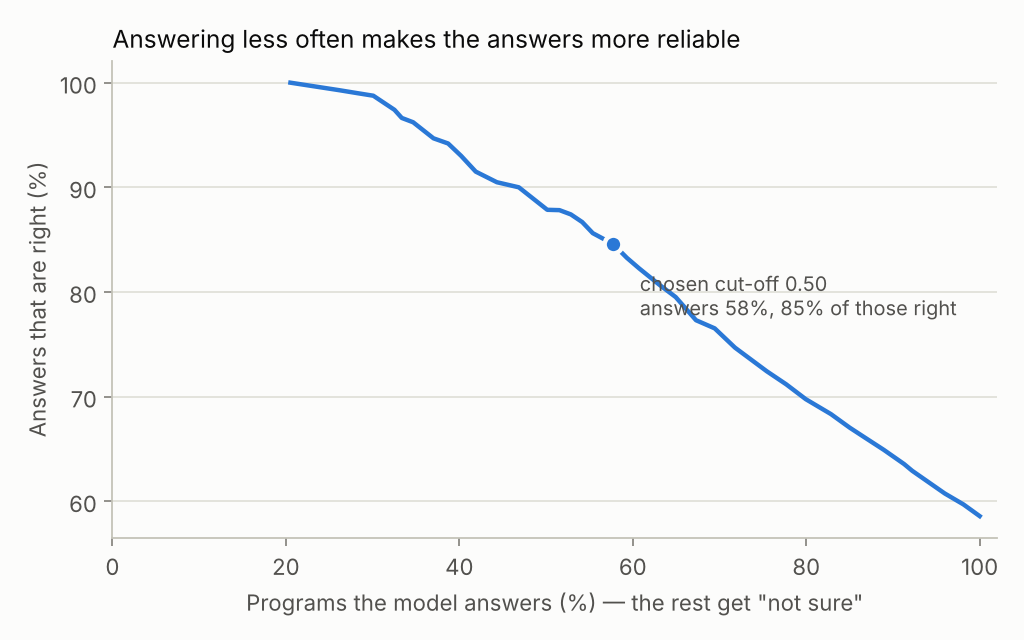 Answering less often makes the answers more reliable
Answers that are right (%)
100
90
80
70
60
chosen cut-off 0.50
answers 58%, 85% of those right
0
20
40
60
80
100
Programs the model answers (%) — the rest get "not sure"